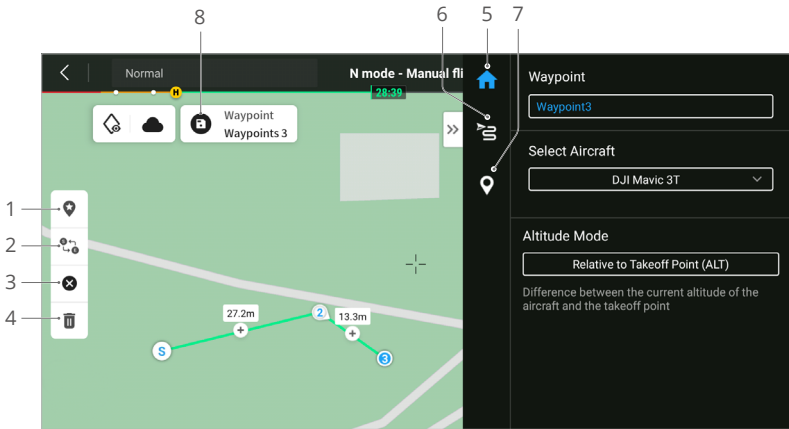 8
6
5
7
Normal
N mode - Manual fli
H
28:39
Waypoint
Waypoints 3
Waypoint
Waypoint3
Select Aircraft
DJI Mavic 3T
Altitude Mode
Relative to Takeoff Point (ALT)
Difference between the current altitude of the
aircraft and the takeoff point
1
2
3
4
27.2m
13.3m
S
2
3